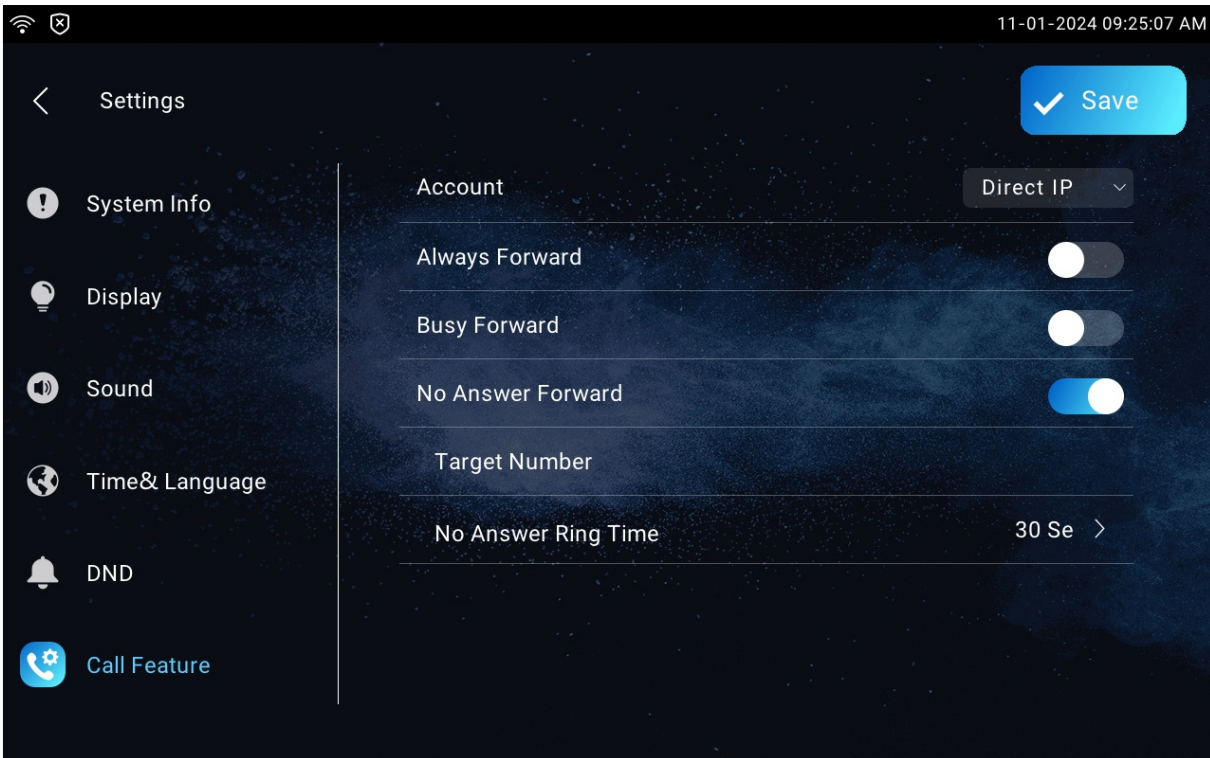 11-01-2024 09:25:07 AM
Settings
Save
System Info
Display
Sound
Time& Language
DND
Call Feature
Account
Direct IP
Always Forward
Busy Forward
No Answer Forward
Target Number
No Answer Ring Time
30 Se